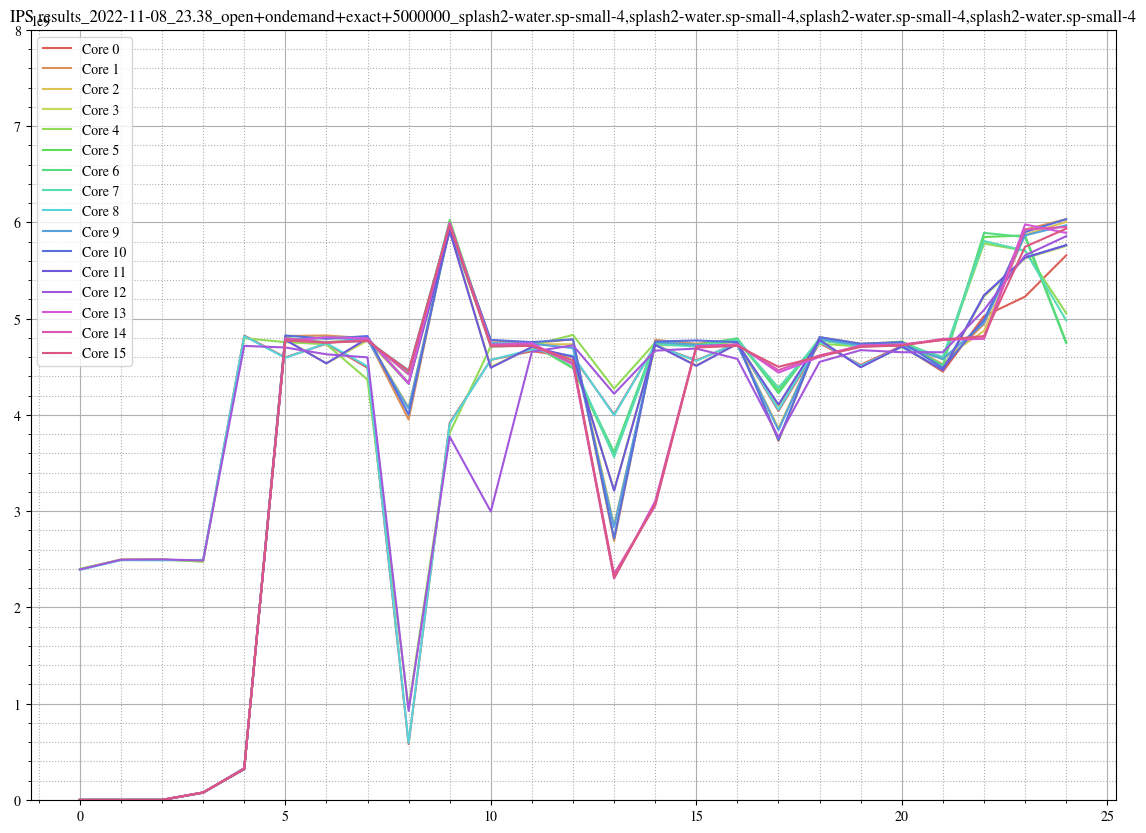 IPS_results_2022-11-08_23.38_open+ondemand+exact+5000000_splash2-water.sp-small-4,splash2-water.sp-small-4,splash2-water.sp-small-4,splash2-water.sp-small-4
1e9
8
7
6
5
4
3
2
1
0
Core 0
Core 1
Core 2
Core 3
Core 4
Core 5
Core 6
Core 7
Core 8
Core 9
Core 10
Core 11
Core 12
Core 13
Core 14
Core 15
0 5 10 15 20 25